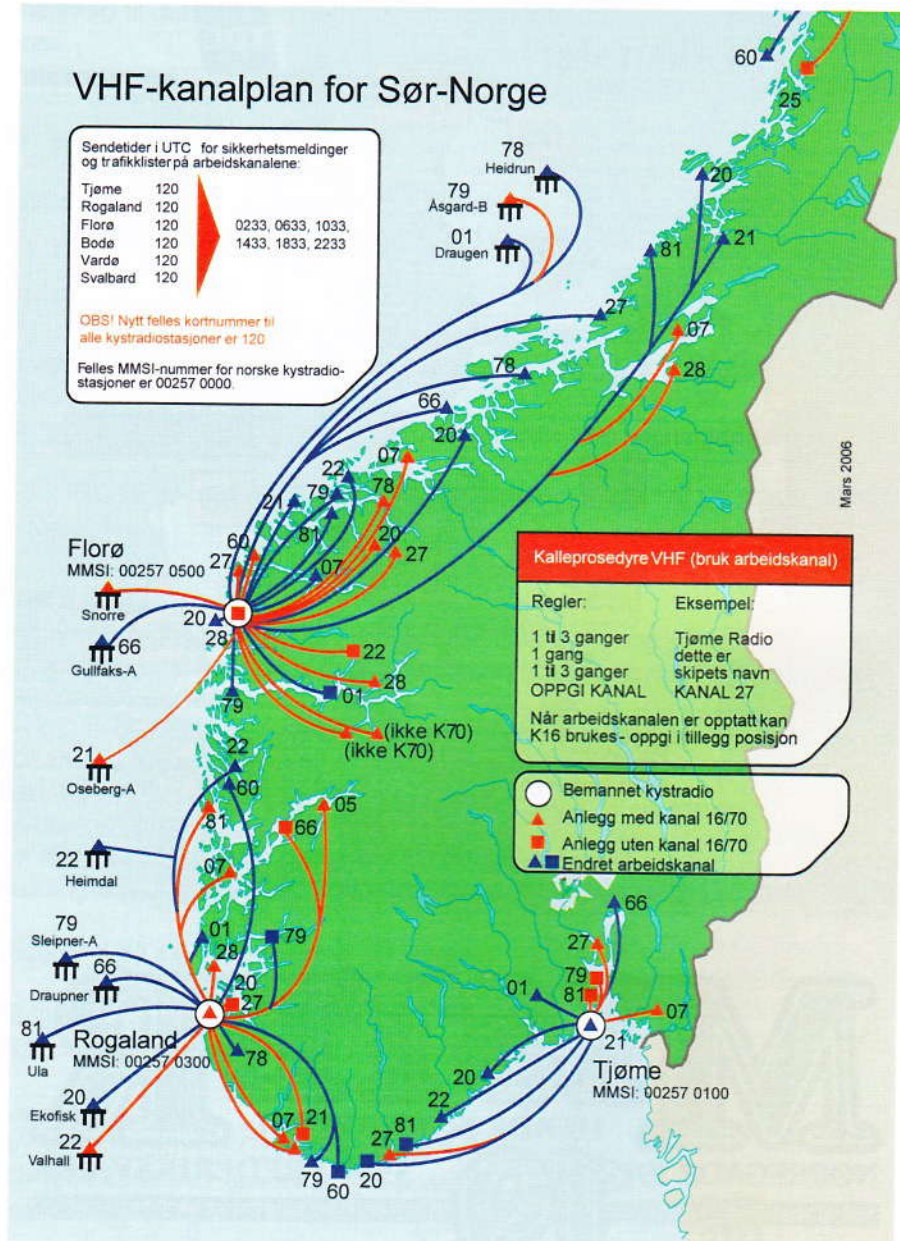 VHF-kanalplan for Sør-Norge
Sendetider i UTC for sikkerhetsmeldinger
og trafikklister på arbeidskanalene:
Tjøme 120
Rogaland 120
Florø 120
Bodø 120
Vardø 120
Svalbard 120
0233, 0633, 1033,
1433, 1833, 2233
OBS! Nytt felles kortnummer til
alle kystradiostasjoner er 120
Felles MMSI-nummer for norske kystradio-
stasjoner er 00257 0000.
60
25
78
Heidrun
79
Åsgard-B
01
Draugen
20
21
81
27
07
28
78
66
20
07
22
79
21
81
78
60
27
20
27
07
Mars 2006
Florø
MMSI: 00257 0500
Snorre
20
28
66
Gullfaks-A
22
28
01
79
(ikke K70)
(ikke K70)
21
Oseberg-A
Kalleprosedyre VHF (bruk arbeidskanal)
Regler: Eksempel:
1 til 3 ganger Tjøme Radio
1 gang dette er
1 til 3 ganger skipets navn
OPPGI KANAL KANAL 27
Når arbeidskanalen er opptatt kan
K16 brukes - oppgi i tillegg posisjon
Bemannet kystradio
Anlegg med kanal 16/70
Anlegg uten kanal 16/70
Endret arbeidskanal
22
60
81
05
66
07
22
Heimdal
01
79
28
20
27
79
Sleipner-A
66
Draupner
81
Ula
Rogaland
MMSI: 00257 0300
78
20
Ekofisk
22
Valhall
07
21
79
60
20
27
81
22
20
01
66
27
79
81
07
21
Tjøme
MMSI: 00257 0100